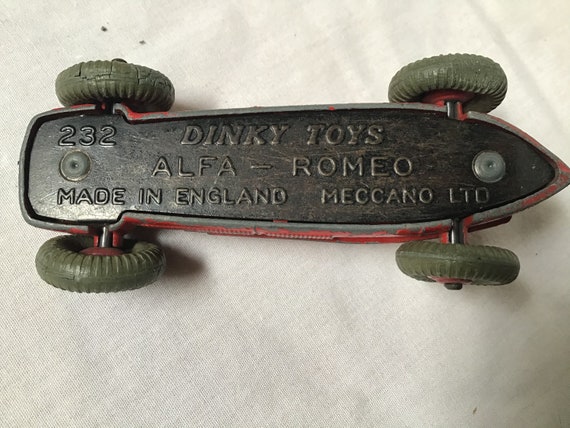 232 DINKY TOYS
ALFA - ROMEO
MADE IN ENGLAND MECCANO LTD